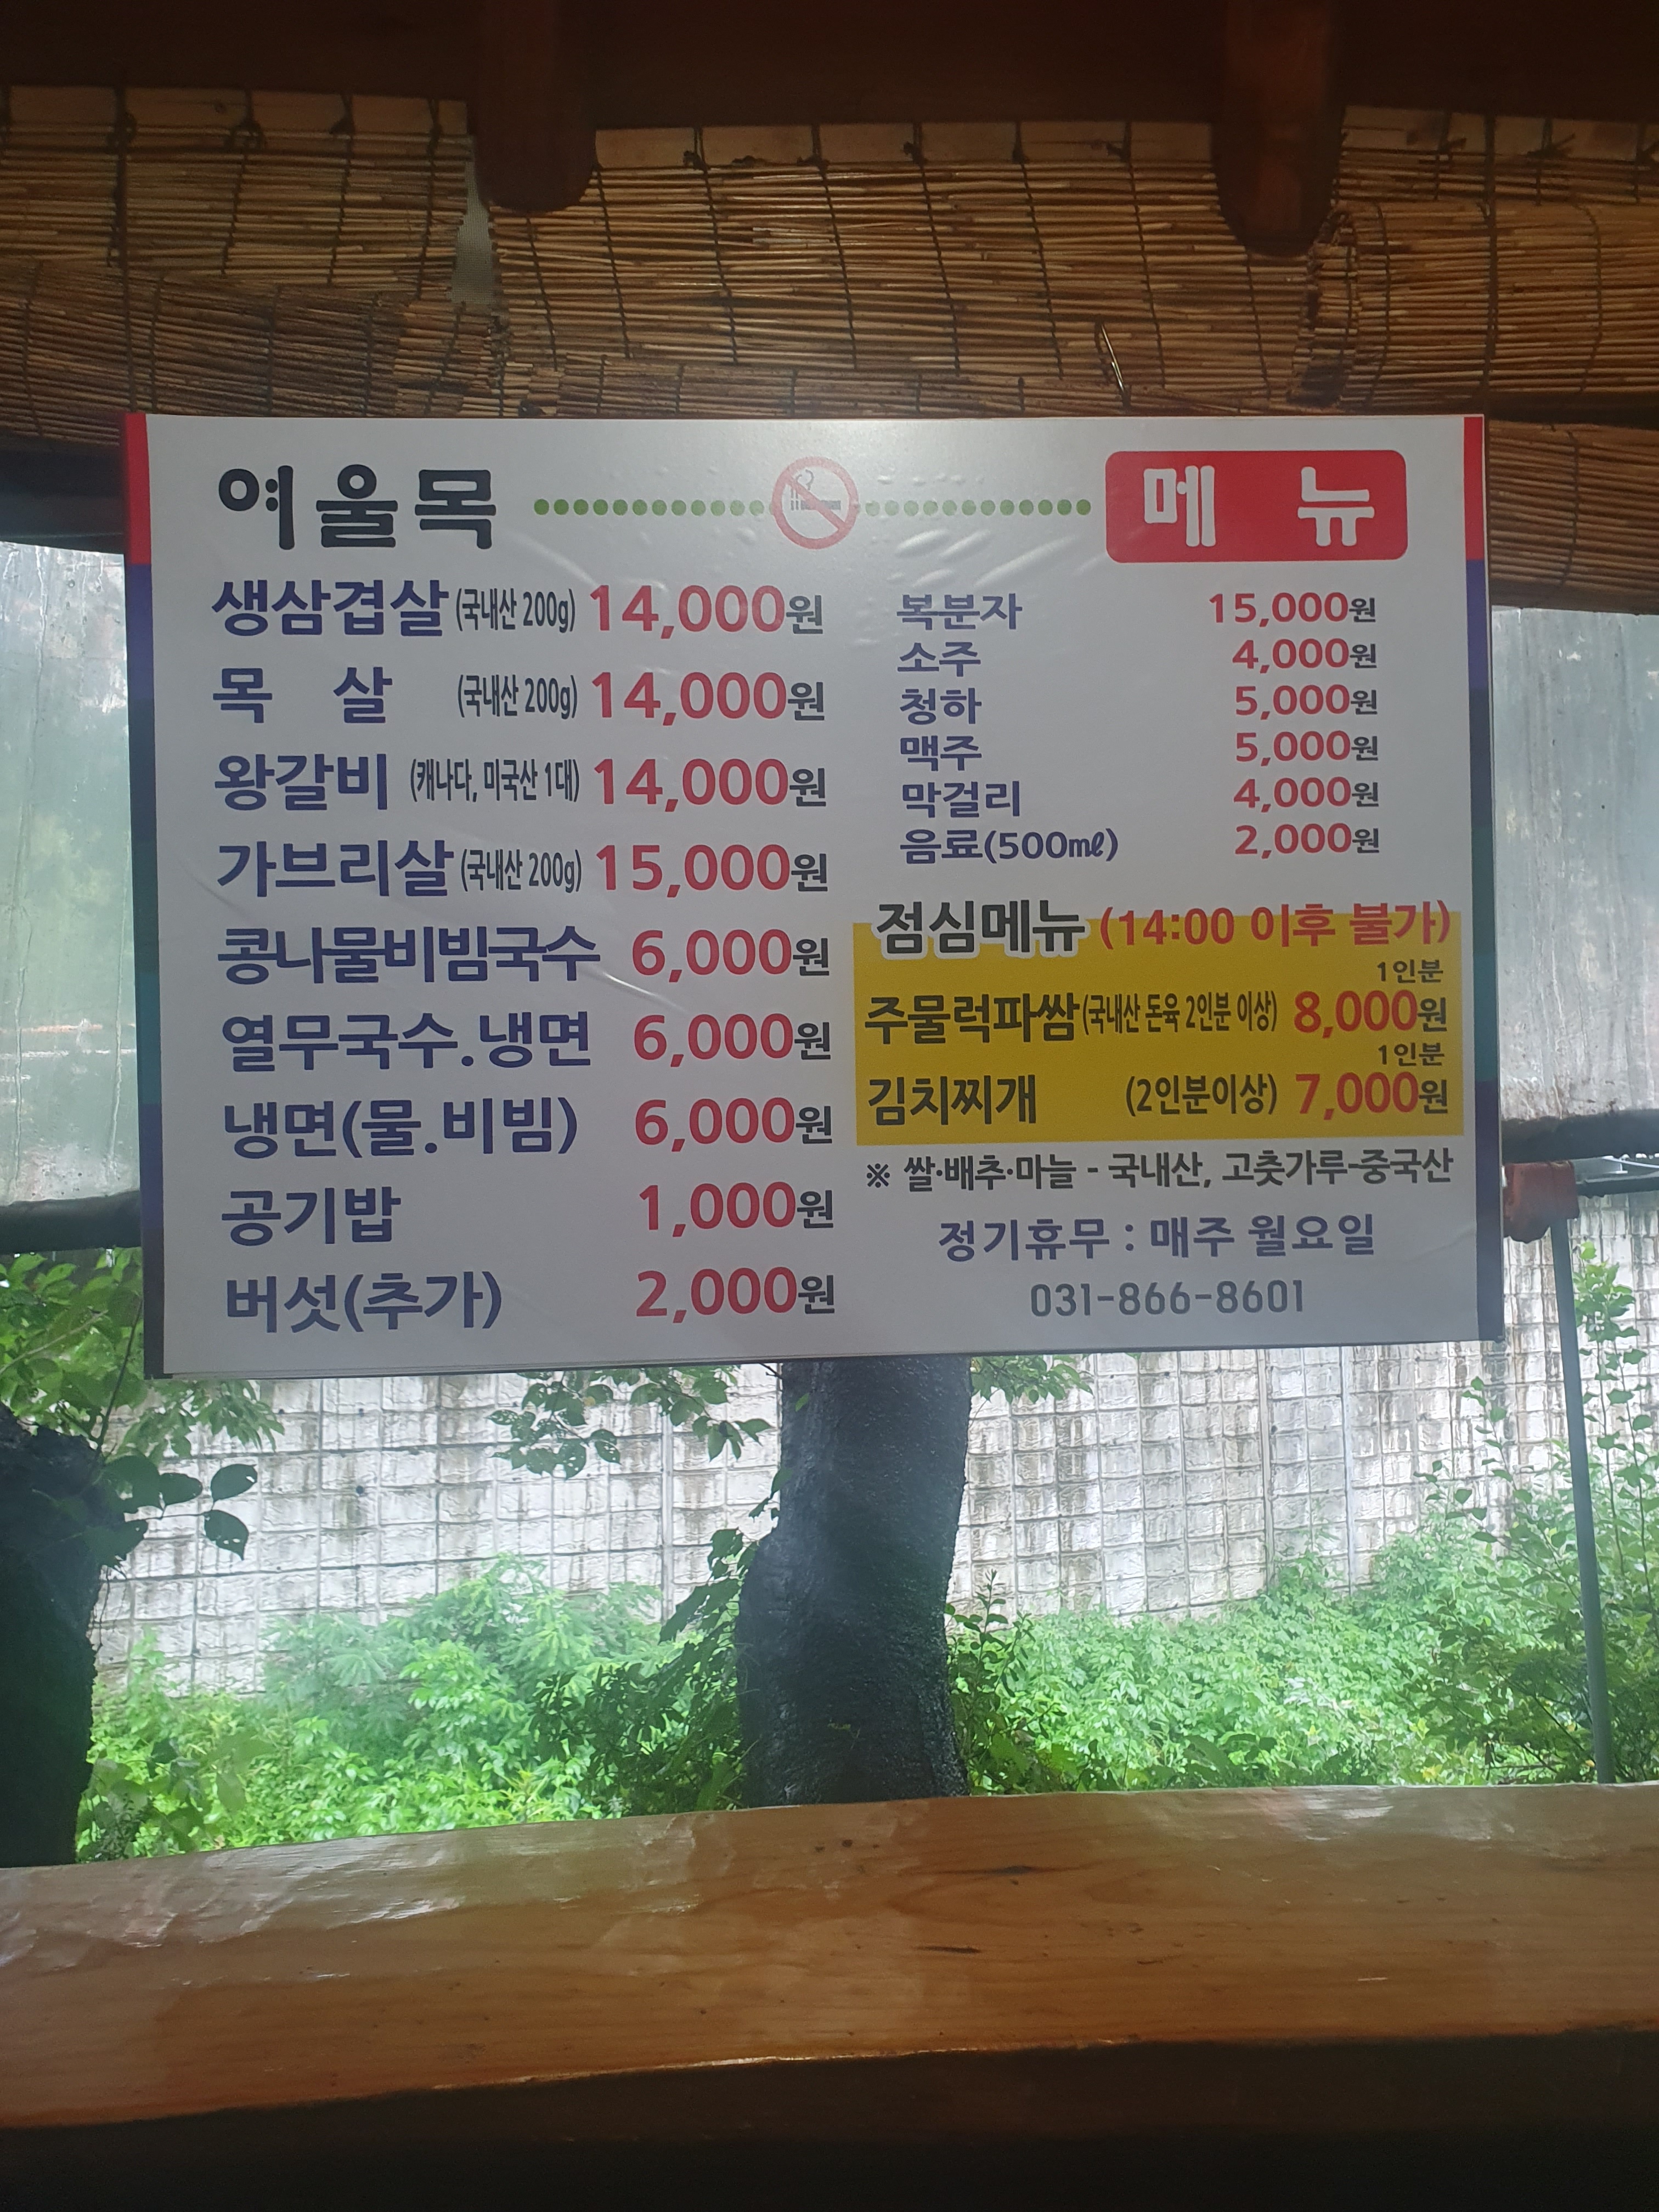 여울목
메 뉴
생삼겹살 (국내산 200g) 14,000원
목 살 (국내산 200g) 14,000원
왕갈비 (캐나다, 미국산 1대) 14,000원
가브리살 (국내산 200g) 15,000원
콩나물비빔국수 6,000원
열무국수.냉면 6,000원
냉면(물.비빔) 6,000원
공기밥 1,000원
버섯(추가) 2,000원
복분자 15,000원
소주 4,000원
청하 5,000원
맥주 5,000원
막걸리 4,000원
음료(500㎖) 2,000원
점심메뉴 (14:00 이후 불가)
1인분
주물럭파쌈(국내산 돈육 2인분 이상) 8,000원
1인분
김치찌개 (2인분이상) 7,000원
※ 쌀·배추·마늘 - 국내산, 고춧가루-중국산
정기휴무 : 매주 월요일
031-866-8601